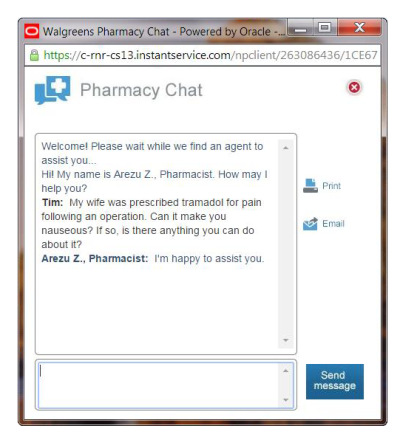 Walgreens Pharmacy Chat - Powered by Oracle -...
https://c-rnr-cs13.instantservice.com/npclient/263086436/1CE67
Pharmacy Chat
Welcome! Please wait while we find an agent to
assist you...
Hi! My name is Arezu Z., Pharmacist. How may I
help you?
Tim: My wife was prescribed tramadol for pain
following an operation. Can it make you
nauseous? If so, is there anything you can do
about it?
Arezu Z., Pharmacist: I'm happy to assist you.
Print
Email
Send
message